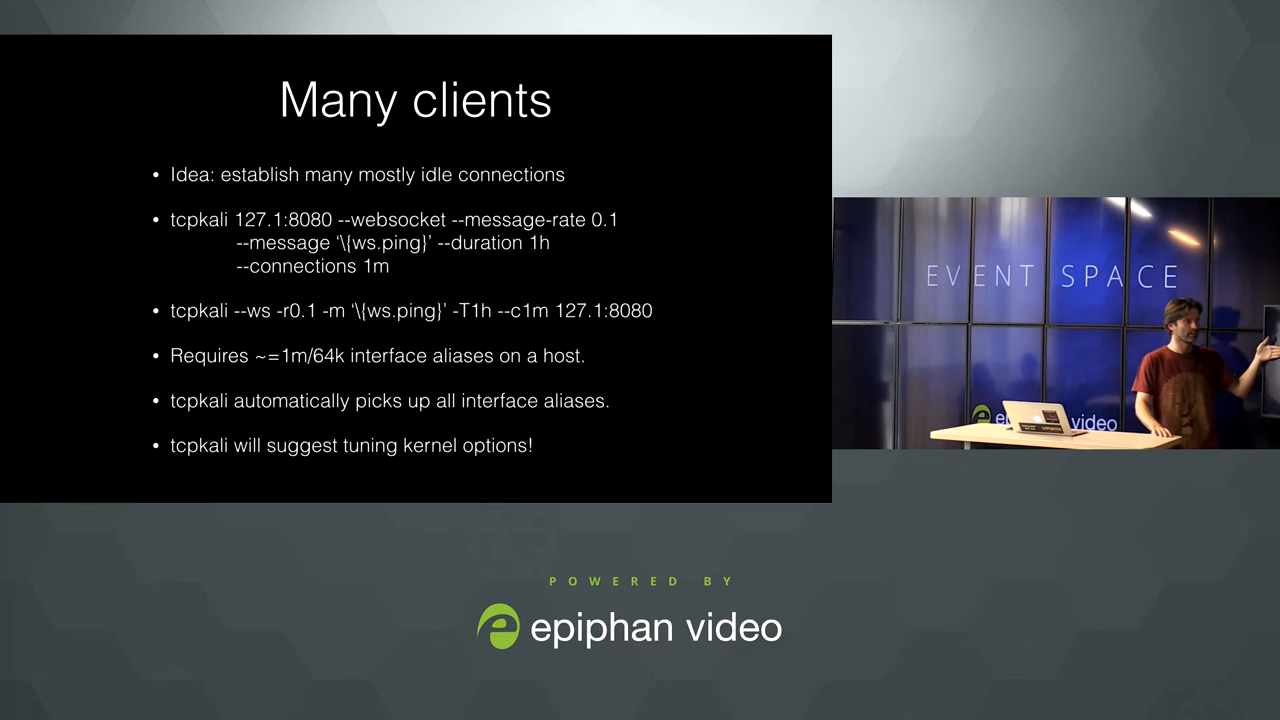 Many clients
• Idea: establish many mostly idle connections
• tcpkali 127.1:8080 --websocket --message-rate 0.1
--message ‘\{ws.ping}’ --duration 1h
--connections 1m
• tcpkali --ws -r0.1 -m ‘\{ws.ping}’ -T1h --c1m 127.1:8080
• Requires ~=1m/64k interface aliases on a host.
• tcpkali automatically picks up all interface aliases.
• tcpkali will suggest tuning kernel options!
EVENT SPACE
video
POWERED BY
epiphan video